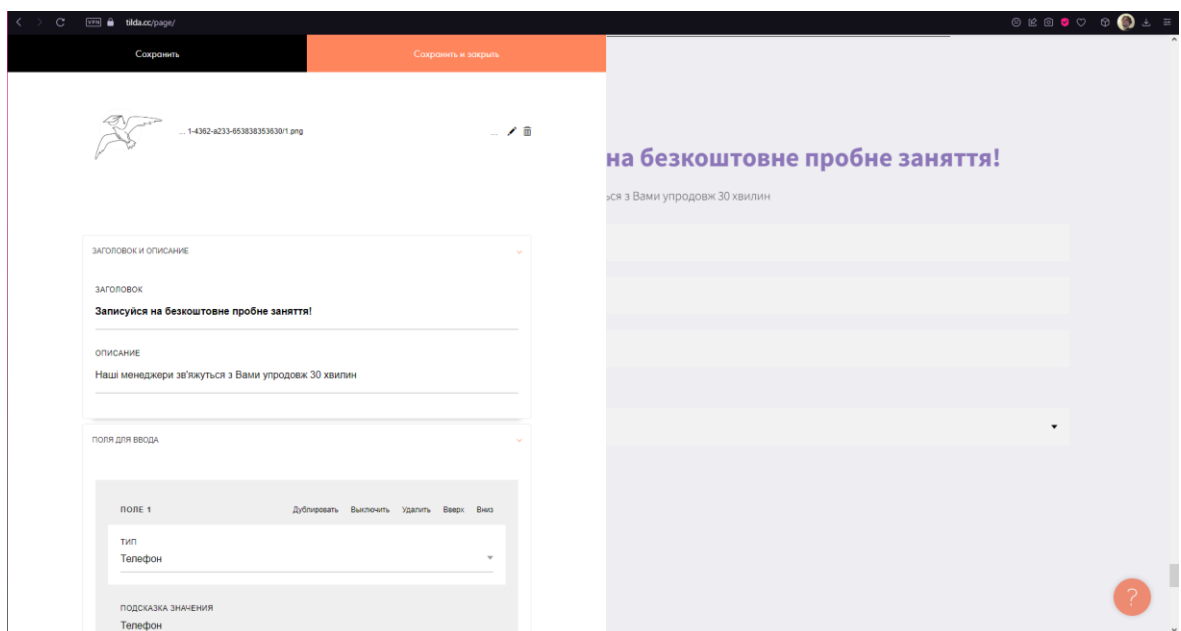 VPN
tilda.cc/page/
Сохранить
Сохранить и закрыть
... 1-4362-a233-653838353630/1.png
...
на безкоштовне пробне заняття!
ься з Вами упродовж 30 хвилин
ЗАГОЛОВОК И ОПИСАНИЕ
ЗАГОЛОВОК
Записуйся на безкоштовне пробне заняття!
ОПИСАНИЕ
Наші менеджери зв'яжуться з Вами упродовж 30 хвилин
ПОЛЯ ДЛЯ ВВОДА
ПОЛЕ 1
Дублировать Выключить Удалить Вверх Вниз
ТИП
Телефон
ПОДСКАЗКА ЗНАЧЕНИЯ
Телефон
?